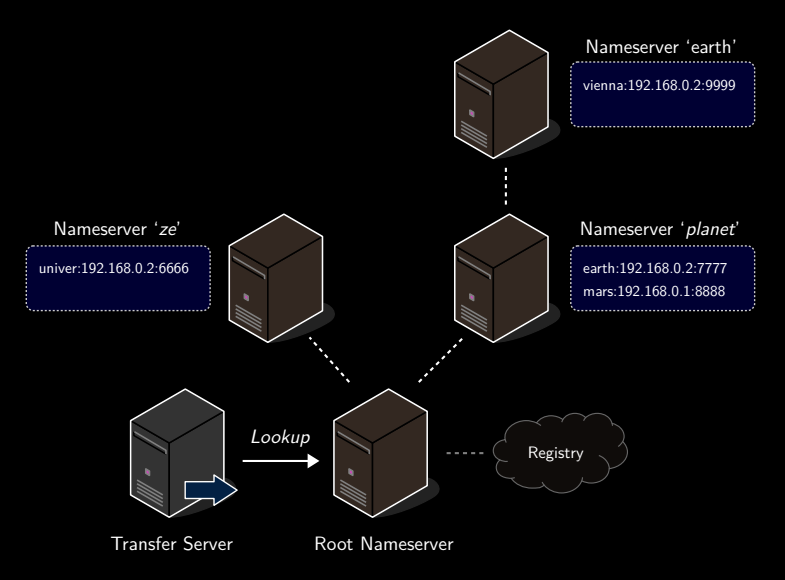 Nameserver ‘earth’
vienna:192.168.0.2:9999
Nameserver ‘ze’
univer:192.168.0.2:6666
Nameserver ‘planet’
earth:192.168.0.2:7777
mars:192.168.0.1:8888
Lookup
Registry
Transfer Server
Root Nameserver